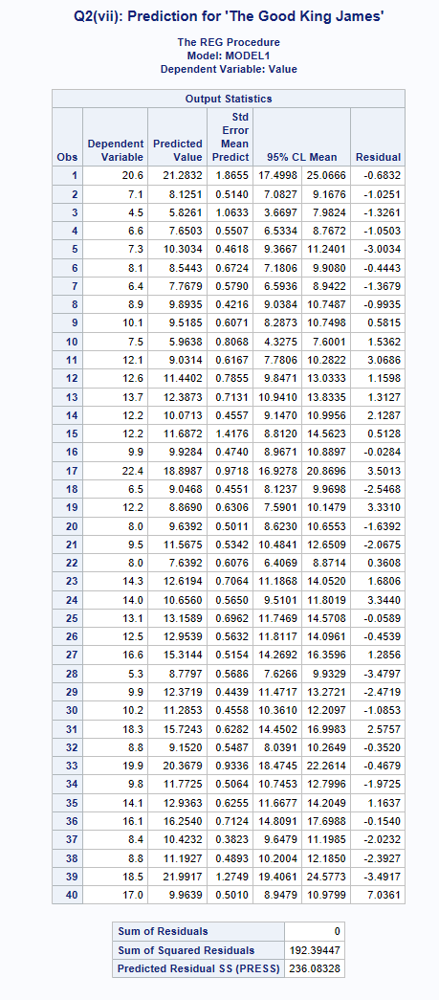 Q2(vii): Prediction for 'The Good King James'
The REG Procedure
Model: MODEL1
Dependent Variable: Value
Output Statistics
Obs Dependent Variable Predicted Value Std Error Mean Predict 95% CL Mean Residual
1 20.6 21.2832 1.8655 17.4998 25.0666 -0.6832
2 7.1 8.1251 0.5140 7.0827 9.1676 -1.0251
3 4.5 5.8261 1.0633 3.6697 7.9824 -1.3261
4 6.6 7.6503 0.5507 6.5334 8.7672 -1.0503
5 7.3 10.3034 0.4618 9.3667 11.2401 -3.0034
6 8.1 8.5443 0.6724 7.1806 9.9080 -0.4443
7 6.4 7.7679 0.5790 6.5936 8.9422 -1.3679
8 8.9 9.8935 0.4216 9.0384 10.7487 -0.9935
9 10.1 9.5185 0.6071 8.2873 10.7498 0.5815
10 7.5 5.9638 0.8068 4.3275 7.6001 1.5362
11 12.1 9.0314 0.6167 7.7806 10.2822 3.0686
12 12.6 11.4402 0.7855 9.8471 13.0333 1.1598
13 13.7 12.3873 0.7131 10.9410 13.8335 1.3127
14 12.2 10.0713 0.4557 9.1470 10.9956 2.1287
15 12.2 11.6872 1.4176 8.8120 14.5623 0.5128
16 9.9 9.9284 0.4740 8.9671 10.8897 -0.0284
17 22.4 18.8987 0.9718 16.9278 20.8696 3.5013
18 6.5 9.0468 0.4551 8.1237 9.9698 -2.5468
19 12.2 8.8690 0.6306 7.5901 10.1479 3.3310
20 8.0 9.6392 0.5011 8.6230 10.6553 -1.6392
21 9.5 11.5675 0.5342 10.4841 12.6509 -2.0675
22 8.0 7.6392 0.6076 6.4069 8.8714 0.3608
23 14.3 12.6194 0.7064 11.1868 14.0520 1.6806
24 14.0 10.6560 0.5650 9.5101 11.8019 3.3440
25 13.1 13.1589 0.6962 11.7469 14.5708 -0.0589
26 12.5 12.9539 0.5632 11.8117 14.0961 -0.4539
27 16.6 15.3144 0.5154 14.2692 16.3596 1.2856
28 5.3 8.7797 0.5686 7.6266 9.9329 -3.4797
29 9.9 12.3719 0.4439 11.4717 13.2721 -2.4719
30 10.2 11.2853 0.4558 10.3610 12.2097 -1.0853
31 18.3 15.7243 0.6282 14.4502 16.9983 2.5757
32 8.8 9.1520 0.5487 8.0391 10.2649 -0.3520
33 19.9 20.3679 0.9336 18.4745 22.2614 -0.4679
34 9.8 11.7725 0.5064 10.7453 12.7996 -1.9725
35 14.1 12.9363 0.6255 11.6677 14.2049 1.1637
36 16.1 16.2540 0.7124 14.8091 17.6988 -0.1540
37 8.4 10.4232 0.3823 9.6479 11.1985 -2.0232
38 8.8 11.1927 0.4893 10.2004 12.1850 -2.3927
39 18.5 21.9917 1.2749 19.4061 24.5773 -3.4917
40 17.0 9.9639 0.5010 8.9479 10.9799 7.0361
Sum of Residuals 0
Sum of Squared Residuals 192.39447
Predicted Residual SS (PRESS) 236.08328